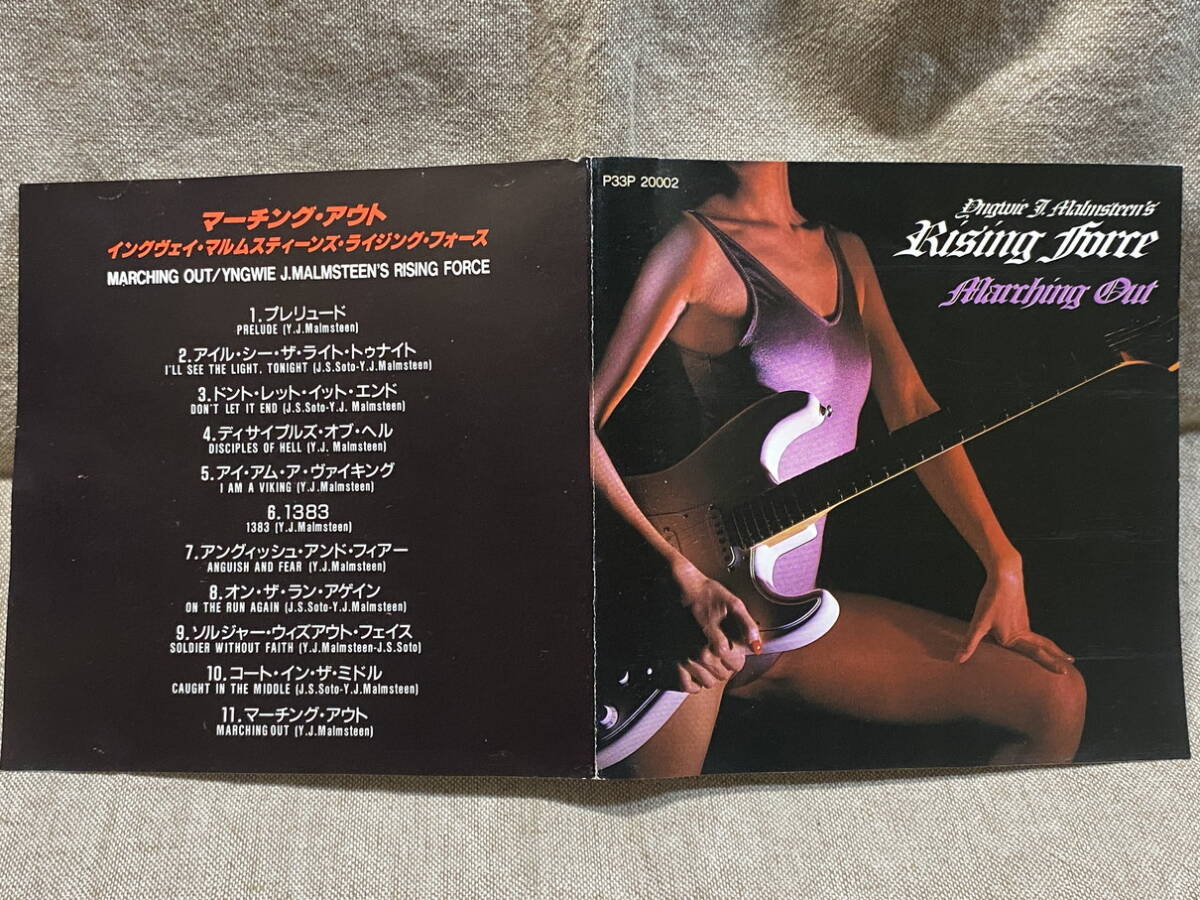 マーチング・アウト
イングヴェイ・マルムスティーンズ・ライジング・フォース
MARCHING OUT/YNGWIE J.MALMSTEEN'S RISING FORCE
1.プレリュード
PRELUDE (Y.J.Malmsteen)
2.アイル・シー・ザ・ライト・トゥナイト
I'LL SEE THE LIGHT, TONIGHT (J.S.Soto-Y.J.Malmsteen)
3.ドント・レット・イット・エンド
DON'T LET IT END (J.S.Soto-Y.J. Malmsteen)
4.ディサイプルズ・オブ・ヘル
DISCIPLES OF HELL (Y.J. Malmsteen)
5.アイ・アム・ア・ヴァイキング
I AM A VIKING (Y.J.Malmsteen)
6.1383
1383 (Y.J.Malmsteen)
7.アングィッシュ・アンド・フィアー
ANGUISH AND FEAR (Y.J.Malmsteen)
8.オン・ザ・ラン・アゲイン
ON THE RUN AGAIN (J.S.Soto-Y.J.Malmsteen)
9.ソルジャー・ウィズアウト・フェイス
SOLDIER WITHOUT FAITH (Y.J.Malmsteen-J.S.Soto)
10.コート・イン・ザ・ミドル
CAUGHT IN THE MIDDLE (J.S.Soto-Y.J.Malmsteen)
11.マーチング・アウト
MARCHING OUT (Y.J.Malmsteen)
P33P 20002
Yngwie J. Malmsteen's
Rising Force
Marching Out